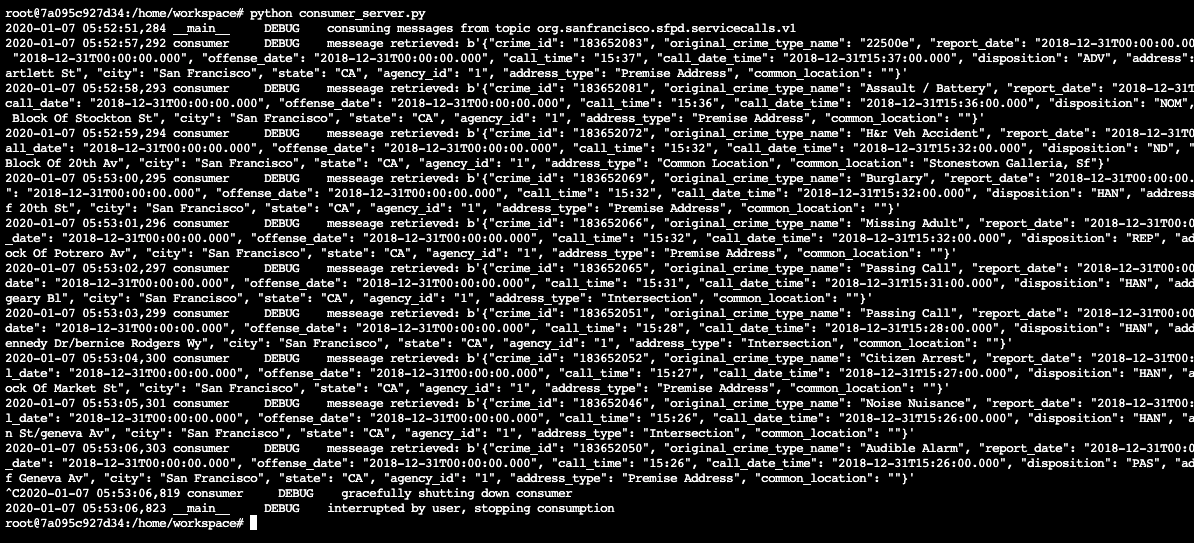 root@7a095c927d34:/home/workspace# python consumer_server.py
2020-01-07 05:52:51,284 __main__     DEBUG    consuming messages from topic org.sanfrancisco.sfpd.servicecalls.v1
2020-01-07 05:52:57,292 consumer     DEBUG    messeage retrieved: b'{"crime_id": "183652083", "original_crime_type_name": "22500e", "report_date": "2018-12-31T00:00:00.00
 "2018-12-31T00:00:00.000", "offense_date": "2018-12-31T00:00:00.000", "call_time": "15:37", "call_date_time": "2018-12-31T15:37:00.000", "disposition": "ADV", "address":
artlett St", "city": "San Francisco", "state": "CA", "agency_id": "1", "address_type": "Premise Address", "common_location": ""}'
2020-01-07 05:52:58,293 consumer     DEBUG    messeage retrieved: b'{"crime_id": "183652081", "original_crime_type_name": "Assault / Battery", "report_date": "2018-12-31T
call_date": "2018-12-31T00:00:00.000", "offense_date": "2018-12-31T00:00:00.000", "call_time": "15:36", "call_date_time": "2018-12-31T15:36:00.000", "disposition": "NOM"
 Block Of Stockton St", "city": "San Francisco", "state": "CA", "agency_id": "1", "address_type": "Premise Address", "common_location": ""}'
2020-01-07 05:52:59,294 consumer     DEBUG    messeage retrieved: b'{"crime_id": "183652072", "original_crime_type_name": "H&r Veh Accident", "report_date": "2018-12-31T0
all_date": "2018-12-31T00:00:00.000", "offense_date": "2018-12-31T00:00:00.000", "call_time": "15:32", "call_date_time": "2018-12-31T15:32:00.000", "disposition": "ND", "
Block Of 20th Av", "city": "San Francisco", "state": "CA", "agency_id": "1", "address_type": "Common Location", "common_location": "Stonestown Galleria, Sf"}'
2020-01-07 05:53:00,295 consumer     DEBUG    messeage retrieved: b'{"crime_id": "183652069", "original_crime_type_name": "Burglary", "report_date": "2018-12-31T00:00:00.
": "2018-12-31T00:00:00.000", "offense_date": "2018-12-31T00:00:00.000", "call_time": "15:32", "call_date_time": "2018-12-31T15:32:00.000", "disposition": "HAN", "address
f 20th St", "city": "San Francisco", "state": "CA", "agency_id": "1", "address_type": "Premise Address", "common_location": ""}'
2020-01-07 05:53:01,296 consumer     DEBUG    messeage retrieved: b'{"crime_id": "183652066", "original_crime_type_name": "Missing Adult", "report_date": "2018-12-31T00:0
_date": "2018-12-31T00:00:00.000", "offense_date": "2018-12-31T00:00:00.000", "call_time": "15:32", "call_date_time": "2018-12-31T15:32:00.000", "disposition": "REP", "ad
ock Of Potrero Av", "city": "San Francisco", "state": "CA", "agency_id": "1", "address_type": "Premise Address", "common_location": ""}'
2020-01-07 05:53:02,297 consumer     DEBUG    messeage retrieved: b'{"crime_id": "183652065", "original_crime_type_name": "Passing Call", "report_date": "2018-12-31T00:00
date": "2018-12-31T00:00:00.000", "offense_date": "2018-12-31T00:00:00.000", "call_time": "15:31", "call_date_time": "2018-12-31T15:31:00.000", "disposition": "HAN", "add
geary Bl", "city": "San Francisco", "state": "CA", "agency_id": "1", "address_type": "Intersection", "common_location": ""}'
2020-01-07 05:53:03,299 consumer     DEBUG    messeage retrieved: b'{"crime_id": "183652051", "original_crime_type_name": "Passing Call", "report_date": "2018-12-31T00:00
date": "2018-12-31T00:00:00.000", "offense_date": "2018-12-31T00:00:00.000", "call_time": "15:28", "call_date_time": "2018-12-31T15:28:00.000", "disposition": "HAN", "add
ennedy Dr/bernice Rodgers Wy", "city": "San Francisco", "state": "CA", "agency_id": "1", "address_type": "Intersection", "common_location": ""}'
2020-01-07 05:53:04,300 consumer     DEBUG    messeage retrieved: b'{"crime_id": "183652052", "original_crime_type_name": "Citizen Arrest", "report_date": "2018-12-31T00:
l_date": "2018-12-31T00:00:00.000", "offense_date": "2018-12-31T00:00:00.000", "call_time": "15:27", "call_date_time": "2018-12-31T15:27:00.000", "disposition": "HAN", "a
ock Of Market St", "city": "San Francisco", "state": "CA", "agency_id": "1", "address_type": "Premise Address", "common_location": ""}'
2020-01-07 05:53:05,301 consumer     DEBUG    messeage retrieved: b'{"crime_id": "183652046", "original_crime_type_name": "Noise Nuisance", "report_date": "2018-12-31T00:
l_date": "2018-12-31T00:00:00.000", "offense_date": "2018-12-31T00:00:00.000", "call_time": "15:26", "call_date_time": "2018-12-31T15:26:00.000", "disposition": "HAN", "a
n St/geneva Av", "city": "San Francisco", "state": "CA", "agency_id": "1", "address_type": "Intersection", "common_location": ""}'
2020-01-07 05:53:06,303 consumer     DEBUG    messeage retrieved: b'{"crime_id": "183652050", "original_crime_type_name": "Audible Alarm", "report_date": "2018-12-31T00:0
_date": "2018-12-31T00:00:00.000", "offense_date": "2018-12-31T00:00:00.000", "call_time": "15:26", "call_date_time": "2018-12-31T15:26:00.000", "disposition": "PAS", "ad
f Geneva Av", "city": "San Francisco", "state": "CA", "agency_id": "1", "address_type": "Premise Address", "common_location": ""}'
^C2020-01-07 05:53:06,819 consumer     DEBUG    gracefully shutting down consumer
2020-01-07 05:53:06,823 __main__     DEBUG    interrupted by user, stopping consumption
root@7a095c927d34:/home/workspace#